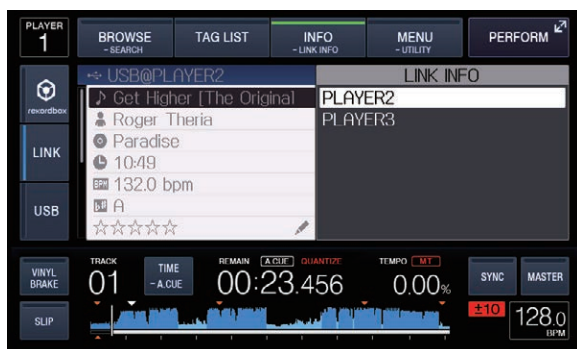 PLAYER
1
BROWSE
- SEARCH
TAG LIST
INFO
- LINK INFO
MENU
- UTILITY
PERFORM
rekordbox
LINK
USB
USB@PLAYER2
Get Higher [The Original
Roger Theria
Paradise
10:49
BPM 132.0 bpm
A
LINK INFO
PLAYER2
PLAYER3
VINYL
BRAKE
SLIP
TRACK
01
TIME
- A.CUE
REMAIN A.CUE QUANTIZE
00:23.456
TEMPO MT
0.00%
SYNC
MASTER
±10
128.0
BPM